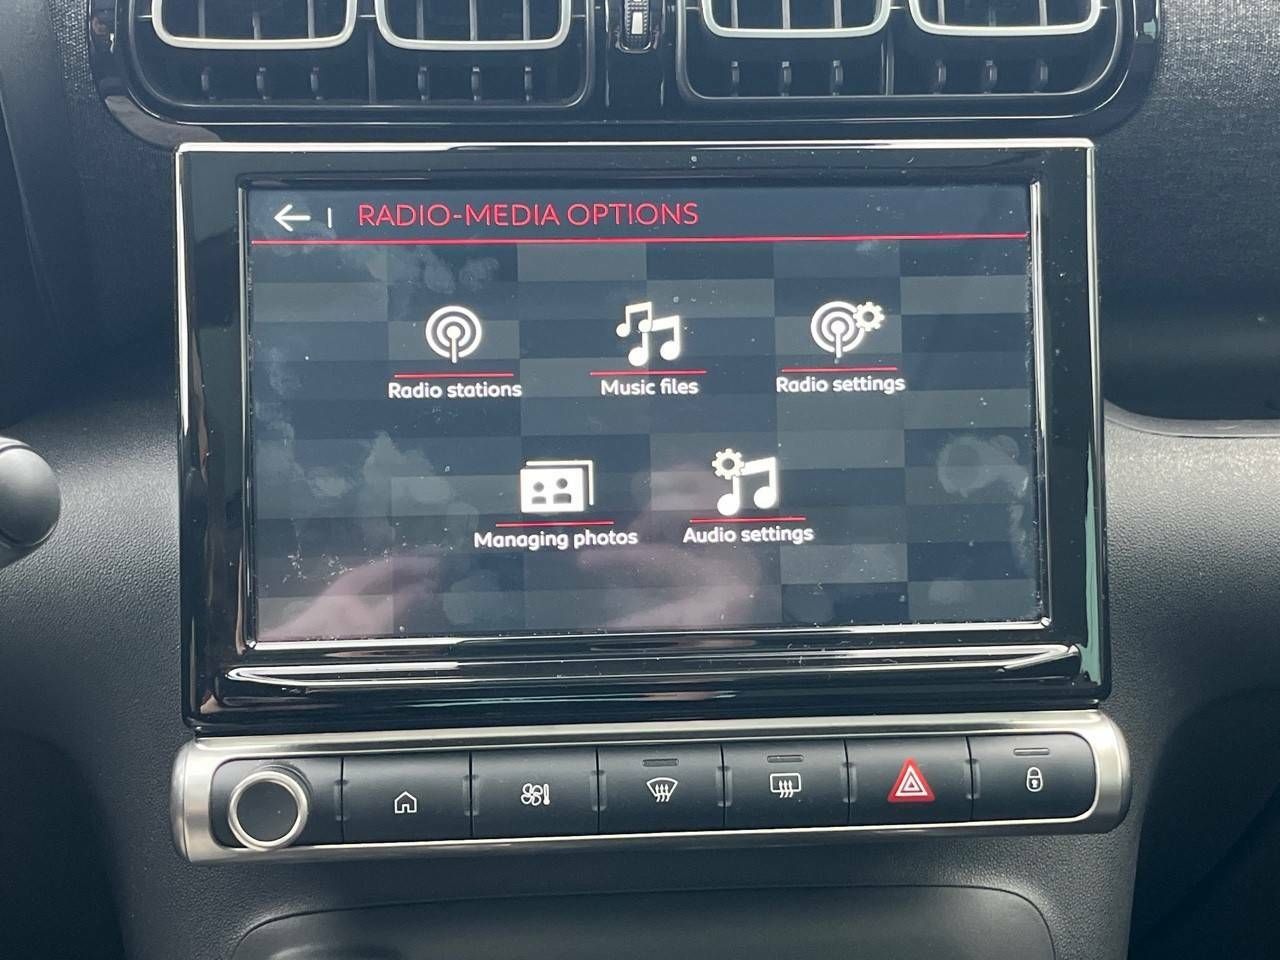 RADIO-MEDIA OPTIONS
Radio stations
Music files
Radio settings
Managing photos
Audio settings